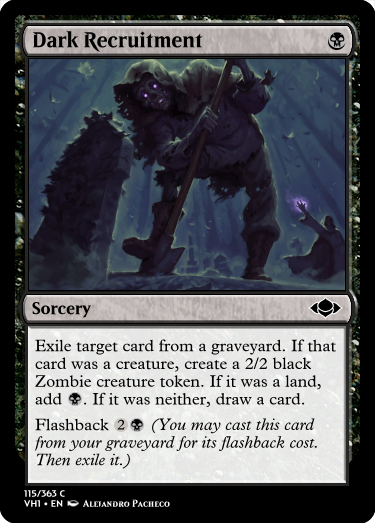 Dark Recruitment
Sorcery
Exile target card from a graveyard. If that
card was a creature, create a 2/2 black
Zombie creature token. If it was a land,
add . If it was neither, draw a card.
Flashback 2 (You may cast this card
from your graveyard for its flashback cost.
Then exile it.)
115/363 C
VH1 • EN Alejandro Pacheco